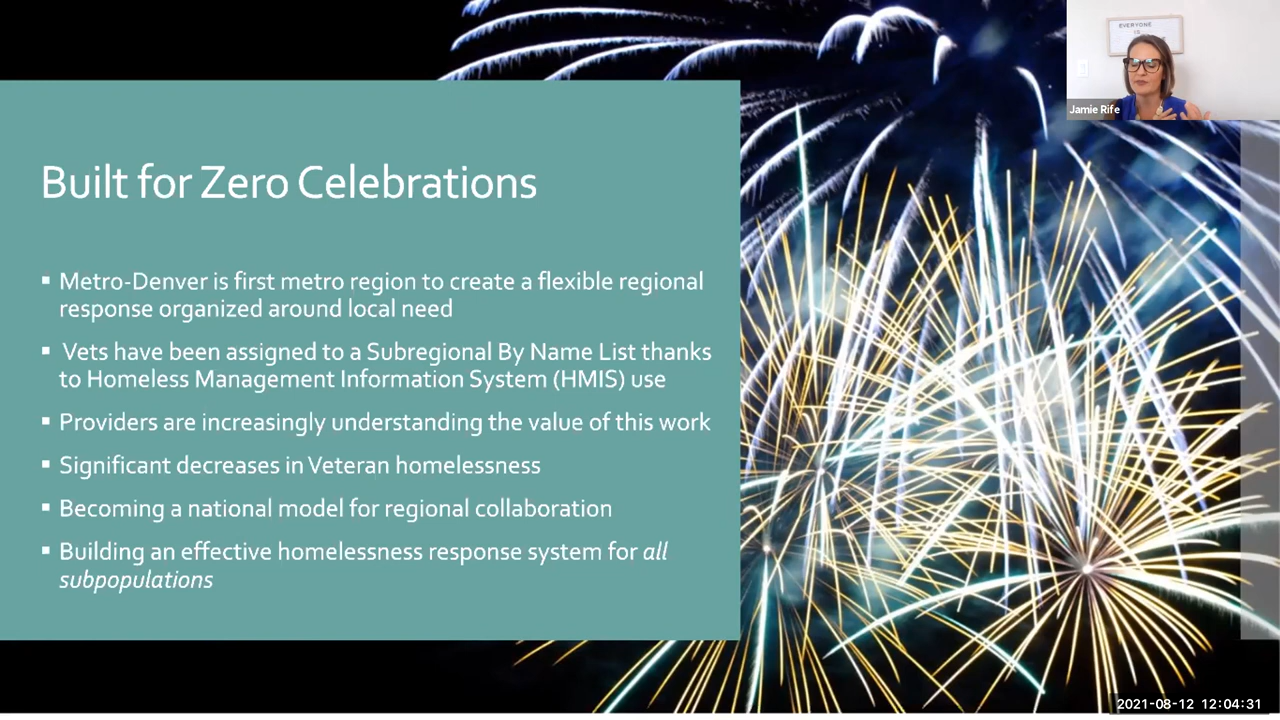 EVERYONE
IS
Jamie Rife
Built for Zero Celebrations
▪ Metro-Denver is first metro region to create a flexible regional
response organized around local need
▪ Vets have been assigned to a Subregional By Name List thanks
to Homeless Management Information System (HMIS) use
▪ Providers are increasingly understanding the value of this work
▪ Significant decreases in Veteran homelessness
▪ Becoming a national model for regional collaboration
▪ Building an effective homelessness response system for all
subpopulations
2021-08-12 12:04:31